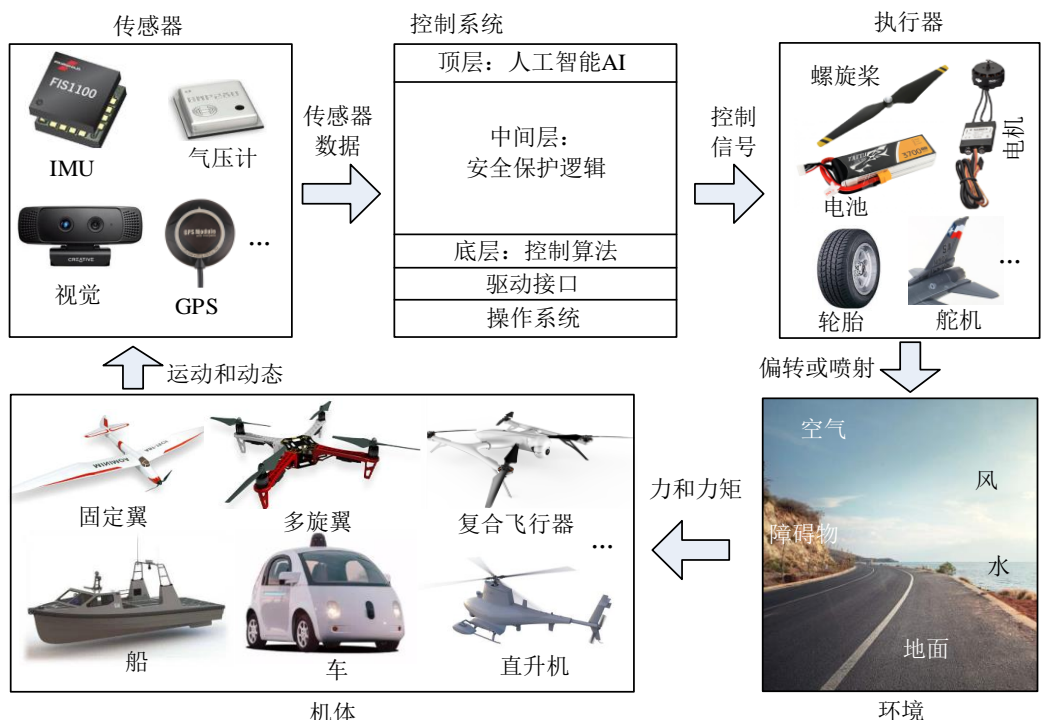 传感器
FIS1100
IMU
气压计
视觉
CREATIVE
GPS Module
GPS
...
传感器
数据
控制系统
顶层：人工智能AI
中间层：
安全保护逻辑
底层：控制算法
驱动接口
操作系统
控制
信号
执行器
螺旋桨
电机
3700
电池
轮胎
舵机
...
偏转或喷射
空气
风
障碍物
水
地面
环境
力和力矩
运动和动态
固定翼
多旋翼
复合飞行器
...
船
车
直升机
机体